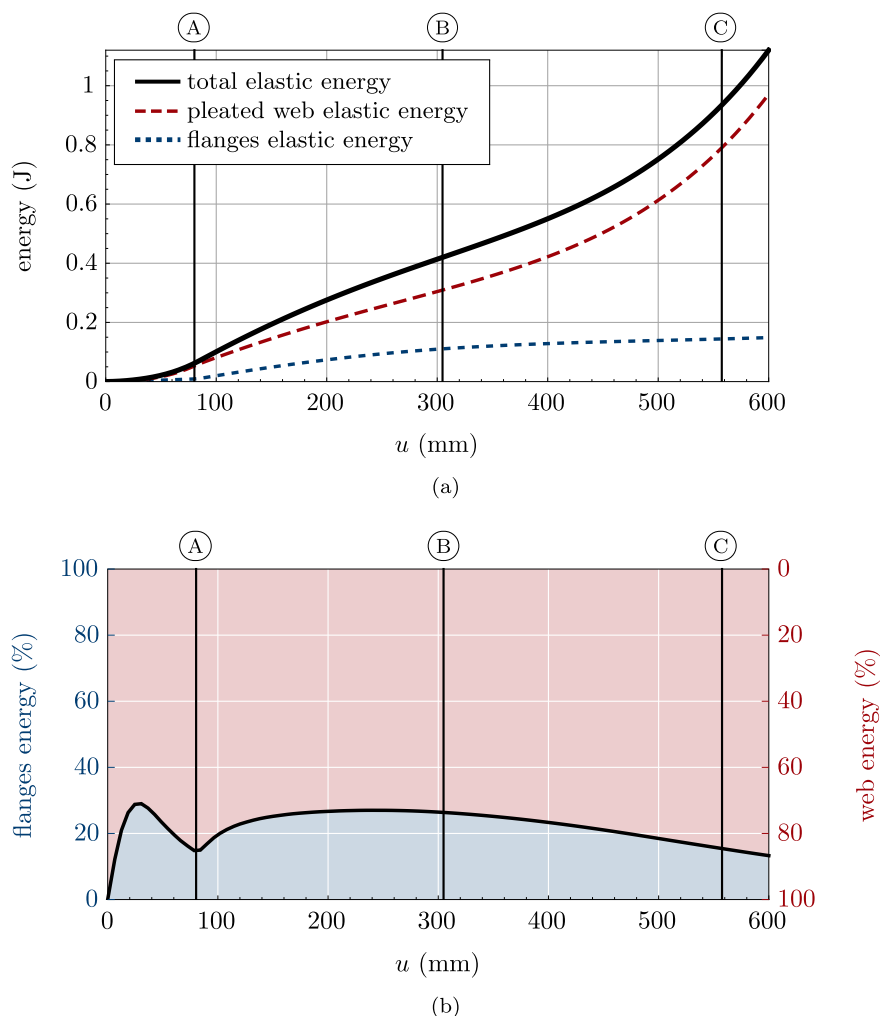 A B C
total elastic energy
pleated web elastic energy
flanges elastic energy
energy (J)
1
0.8
0.6
0.4
0.2
0
0 100 200 300 400 500 600
u (mm)
(a)
A B C
flanges energy (%)
web energy (%)
100 0
80 20
60 40
40 60
20 80
0 100
0 100 200 300 400 500 600
u (mm)
(b)